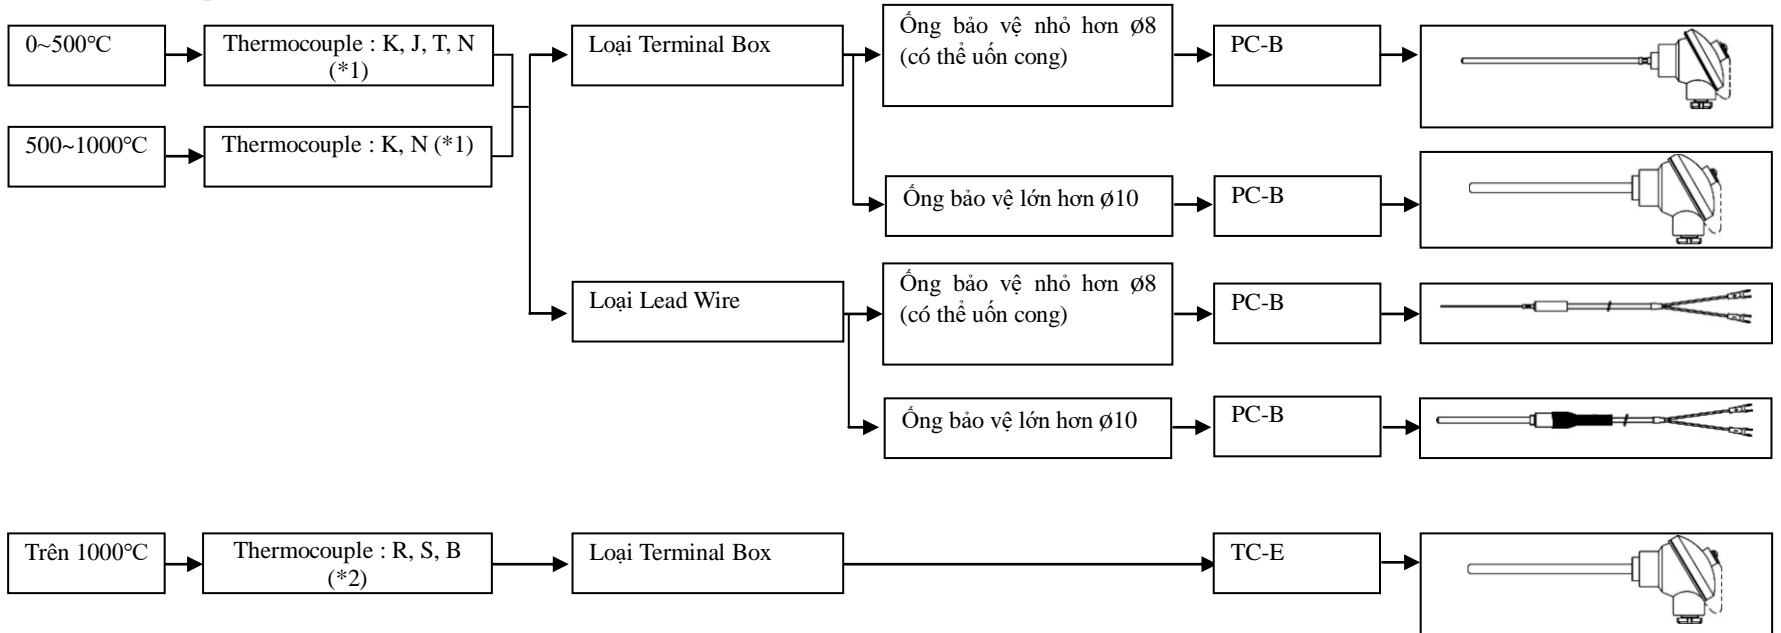 0~500°C
Thermocouple : K, J, T, N
(*1)
Loại Terminal Box
Ống bảo vệ nhỏ hơn ø8
(có thể uốn cong)
PC-B
500~1000°C
Thermocouple : K, N (*1)
Ống bảo vệ lớn hơn ø10
PC-B
Loại Lead Wire
Ống bảo vệ nhỏ hơn ø8
(có thể uốn cong)
PC-B
Ống bảo vệ lớn hơn ø10
PC-B
Trên 1000°C
Thermocouple : R, S, B
(*2)
Loại Terminal Box
TC-E